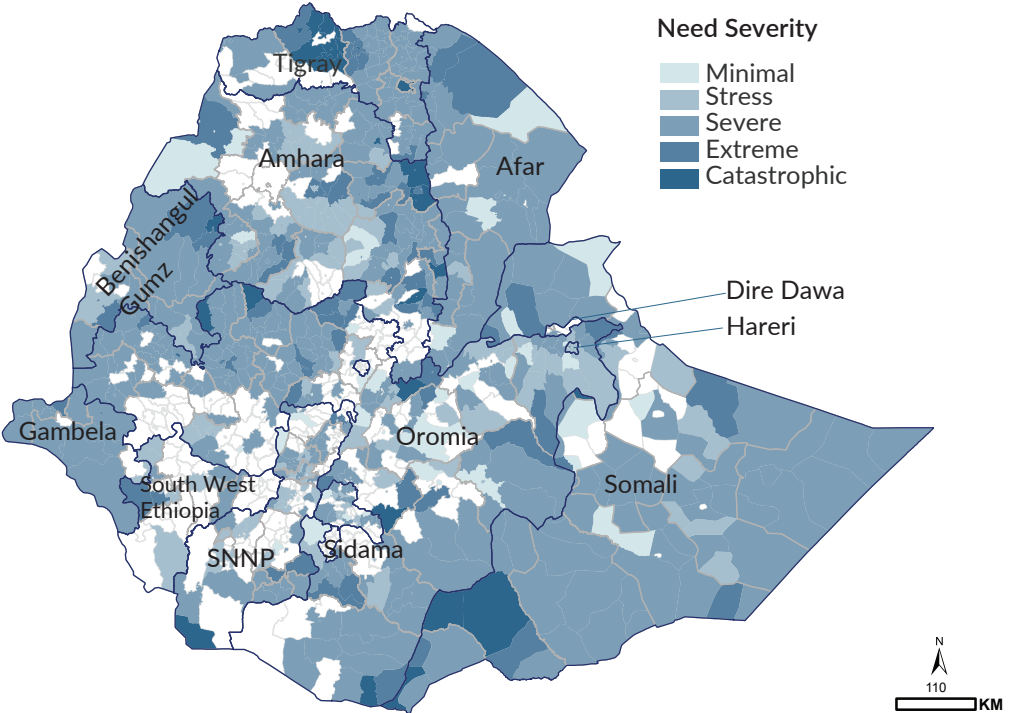 Need Severity
Minimal
Stress
Severe
Extreme
Catastrophic
Tigray
Amhara
Afar
Benishangul
Gumz
Dire Dawa
Hareri
Gambela
Oromia
South West
Ethiopia
Somali
SNNP
Sidama
N
110
KM